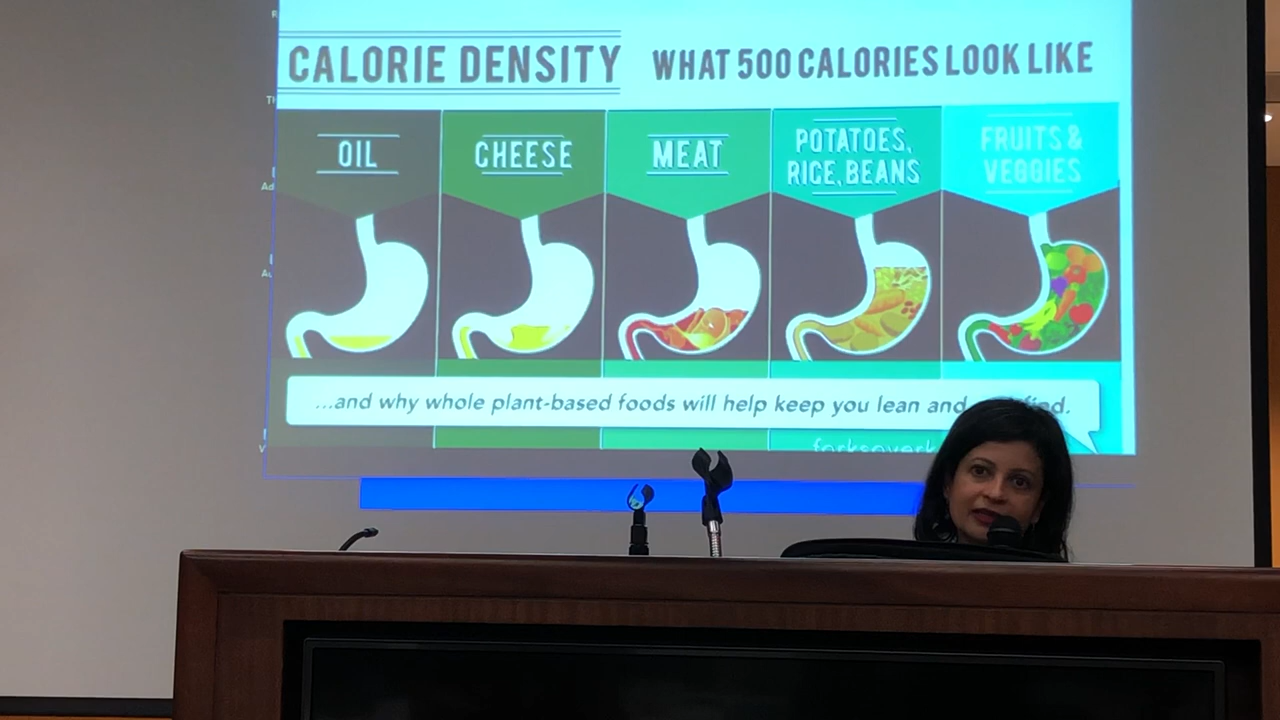 CALORIE DENSITY
WHAT 500 CALORIES LOOK LIKE
OIL
CHEESE
MEAT
POTATOES,
RICE, BEANS
FRUITS &
VEGGIES
...and why whole plant-based foods will help keep you lean and